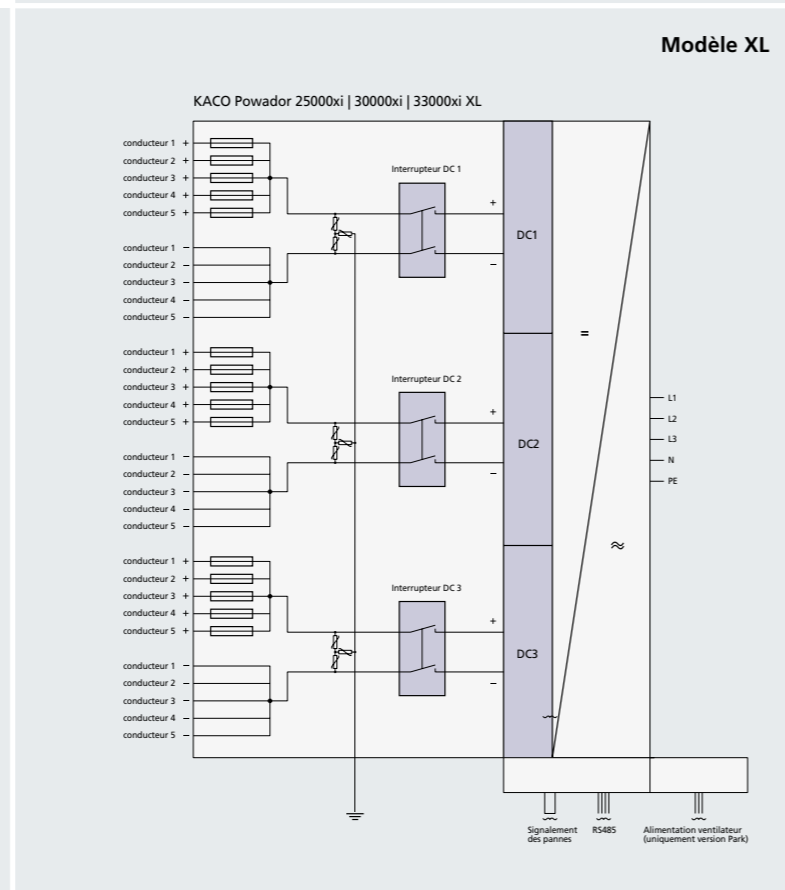 Modèle XL
KACO Powador 25000xi | 30000xi | 33000xi XL
conducteur 1 +
conducteur 2 +
conducteur 3 +
conducteur 4 +
conducteur 5 +
Interrupteur DC 1
+
DC1
conducteur 1 –
conducteur 2 –
conducteur 3 –
conducteur 4 –
conducteur 5 –
–
=
conducteur 1 +
conducteur 2 +
conducteur 3 +
conducteur 4 +
conducteur 5 +
Interrupteur DC 2
+
DC2
L1
L2
L3
N
PE
conducteur 1 –
conducteur 2 –
conducteur 3 –
conducteur 4 –
conducteur 5 –
–
≈
conducteur 1 +
conducteur 2 +
conducteur 3 +
conducteur 4 +
conducteur 5 +
Interrupteur DC 3
+
DC3
conducteur 1 –
conducteur 2 –
conducteur 3 –
conducteur 4 –
conducteur 5 –
–
Signalement
des pannes
RS485
Alimentation ventilateur
(uniquement version Park)